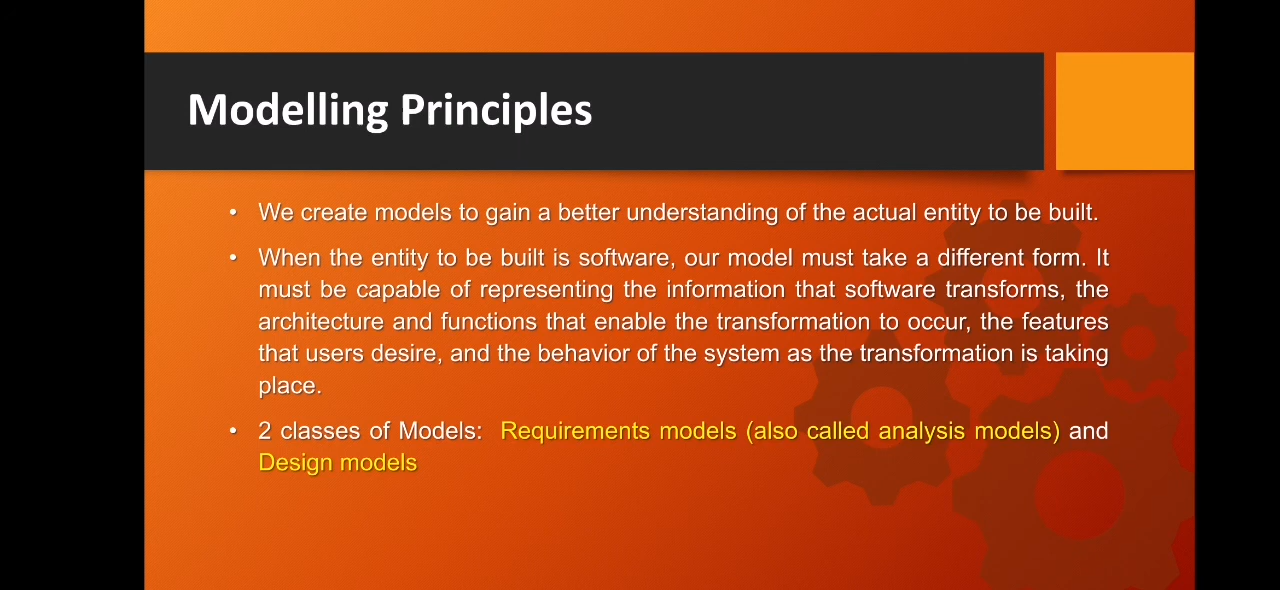 Modelling Principles
• We create models to gain a better understanding of the actual entity to be built.
• When the entity to be built is software, our model must take a different form. It
must be capable of representing the information that software transforms, the
architecture and functions that enable the transformation to occur, the features
that users desire, and the behavior of the system as the transformation is taking
place.
• 2 classes of Models: Requirements models (also called analysis models) and
Design models